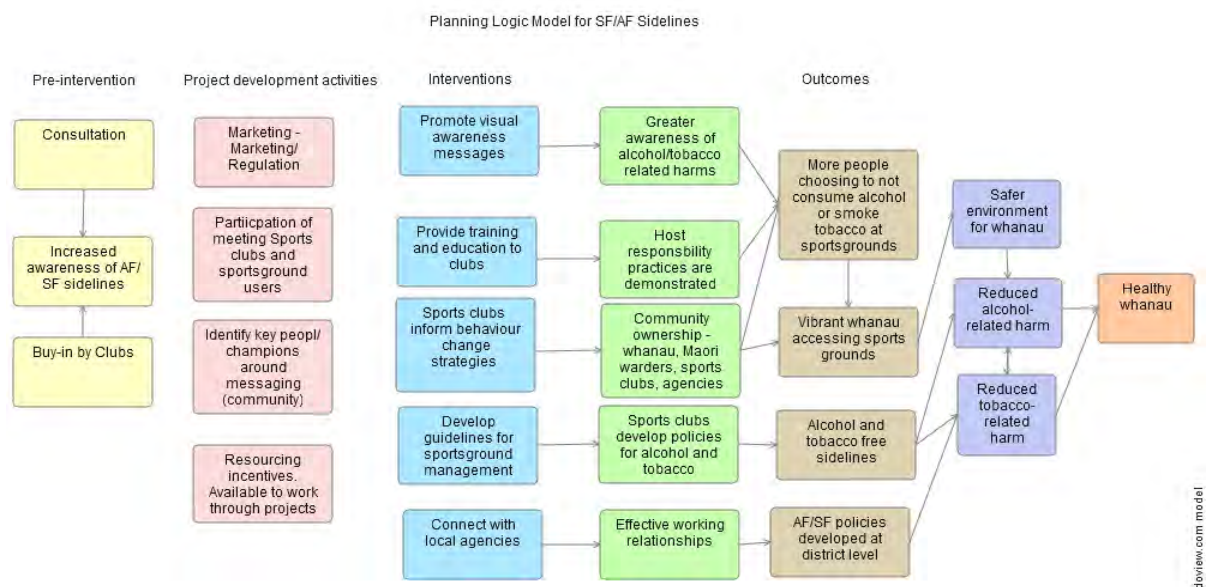 Planning Logic Model for SF/AF Sidelines
Pre-intervention
Project development activities
Interventions
Outcomes
Consultation
Increased
awareness of AF/
SF sidelines
Buy-in by Clubs
Marketing -
Marketing/
Regulation
Partiicpation of
meeting Sports
clubs and
sportsground
users
Identify key peopl/
champions
around
messaging
(community)
Resourcing
incentives.
Available to work
through projects
Promote visual
awareness
messages
Provide training
and education to
clubs
Sports clubs
inform behaviour
change
strategies
Develop
guidelines for
sportsground
management
Connect with
local agencies
Greater
awareness of
alcohol/tobacco
related harms
Host
responsbility
practices are
demonstrated
Community
ownership -
whanau, Maori
warders, sports
clubs, agencies
Sports clubs
develop policies
for alcohol and
tobacco
Effective working
relationships
More people
choosing to not
consume alcohol
or smoke
tobacco at
sportsgrounds
Vibrant whanau
accessing sports
grounds
Alcohol and
tobacco free
sidelines
AF/SF policies
developed at
district level
Safer
environment
for whanau
Reduced
alcohol-
related harm
Reduced
tobacco-
related
harm
Healthy
whanau
doview.com model